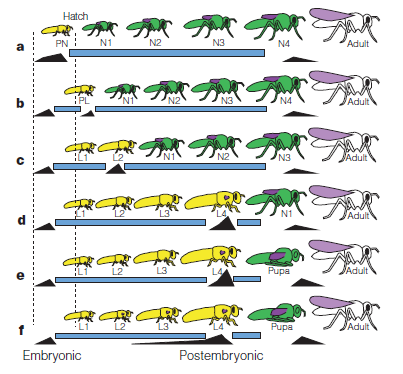 Hatch
a PN N1 N2 N3 N4 Adult
b PL N1 N2 N3 N4 Adult
c L1 L2 N1 N2 N3 Adult
d L1 L2 L3 L4 N1 Adult
e L1 L2 L3 L4 Pupa Adult
f L1 L2 L3 L4 Pupa Adult
Embryonic Postembryonic